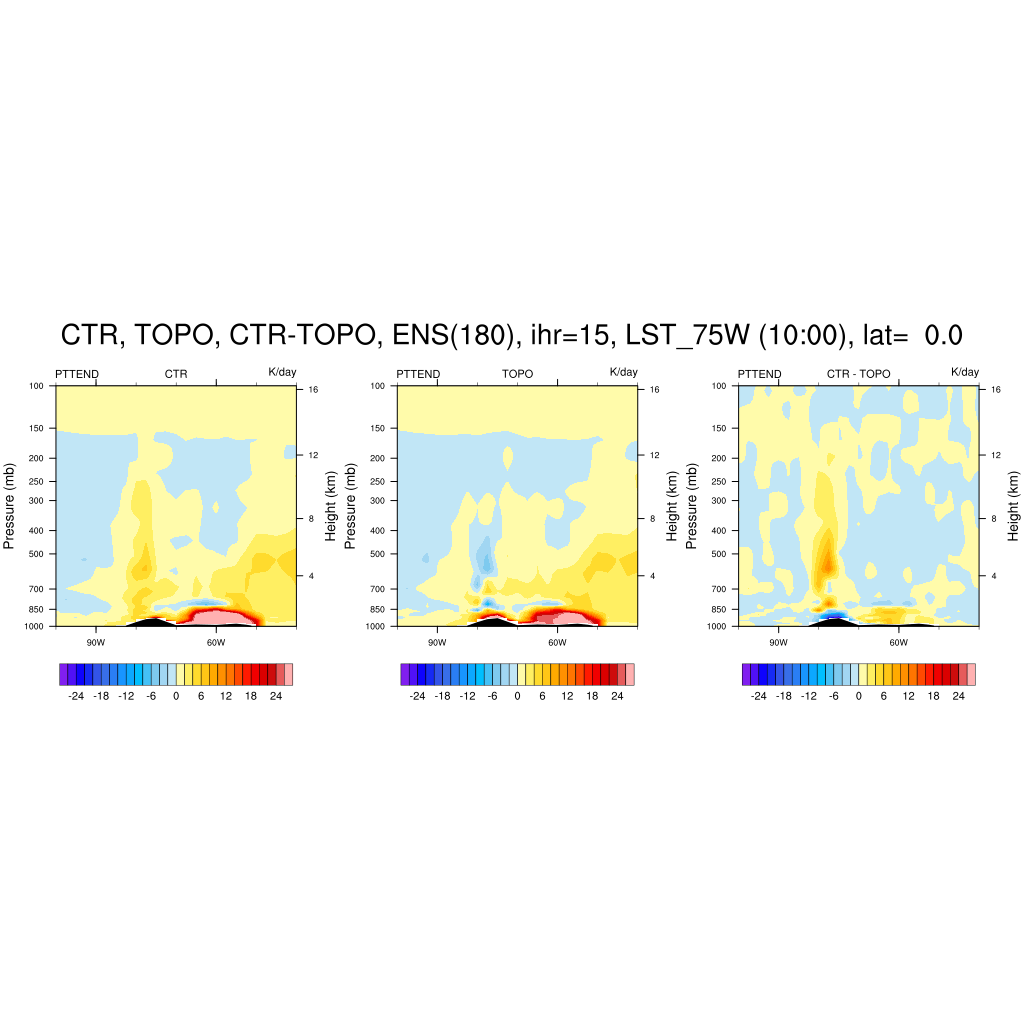 CTR, TOPO, CTR-TOPO, ENS(180), ihr=15, LST_75W (10:00), lat=  0.0
PTTEND CTR K/day
100
150
200
250
300
400
500
700
850
1000
Pressure (mb)
16
12
8
4
Height (km)
90W 60W
-24 -18 -12 -6 0 6 12 18 24
PTTEND TOPO K/day
100
150
200
250
300
400
500
700
850
1000
Pressure (mb)
16
12
8
4
Height (km)
90W 60W
-24 -18 -12 -6 0 6 12 18 24
PTTEND CTR - TOPO K/day
100
150
200
250
300
400
500
700
850
1000
Pressure (mb)
16
12
8
4
Height (km)
90W 60W
-24 -18 -12 -6 0 6 12 18 24